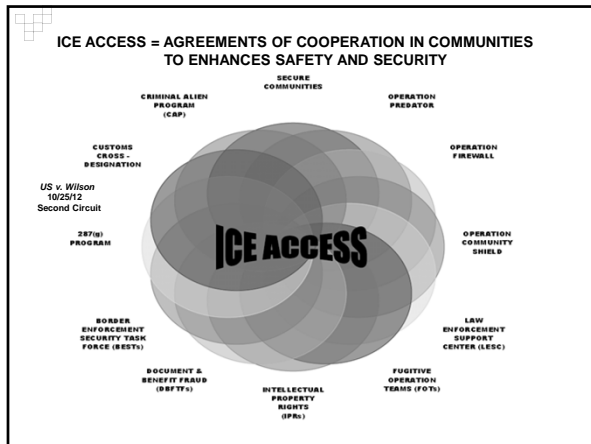 ICE ACCESS = AGREEMENTS OF COOPERATION IN COMMUNITIES
TO ENHANCES SAFETY AND SECURITY
SECURE
COMMUNITIES
OPERATION
PREDATOR
OPERATION
FIREWALL
OPERATION
COMMUNITY
SHIELD
LAW
ENFORCEMENT
SUPPORT
CENTER (LESC)
FUGITIVE
OPERATION
TEAMS (FOTs)
INTELLECTUAL
PROPERTY
RIGHTS
(IPRs)
DOCUMENT &
BENEFIT FRAUD
(DBFTFs)
BORDER
ENFORCEMENT
SECURITY TASK
FORCE (BESTs)
287(g)
PROGRAM
US v. Wilson
10/25/12
Second Circuit
CUSTOMS
CROSS -
DESIGNATION
CRIMINAL ALIEN
PROGRAM
(CAP)
ICE ACCESS